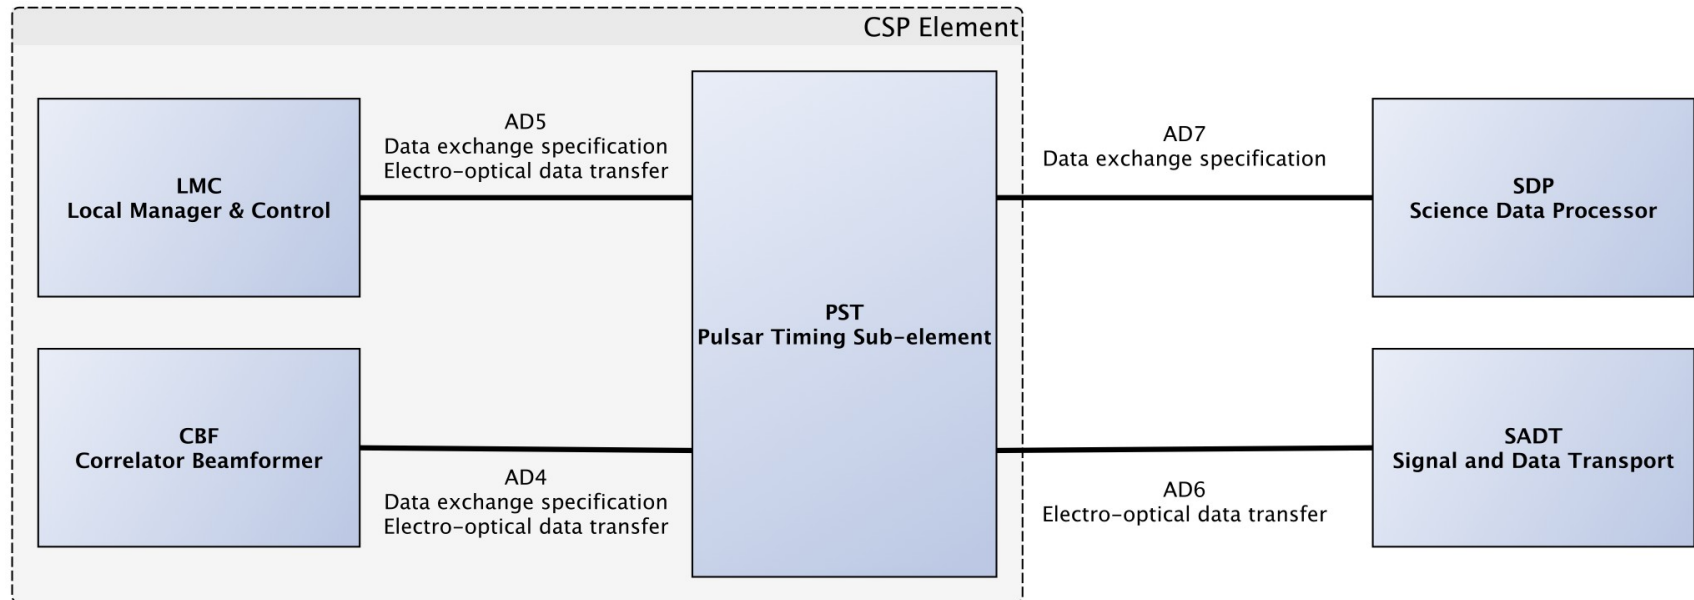 CSP Element
LMC
Local Manager & Control
AD5
Data exchange specification
Electro-optical data transfer
PST
Pulsar Timing Sub-element
AD7
Data exchange specification
SDP
Science Data Processor
CBF
Correlator Beamformer
AD4
Data exchange specification
Electro-optical data transfer
AD6
Electro-optical data transfer
SADT
Signal and Data Transport